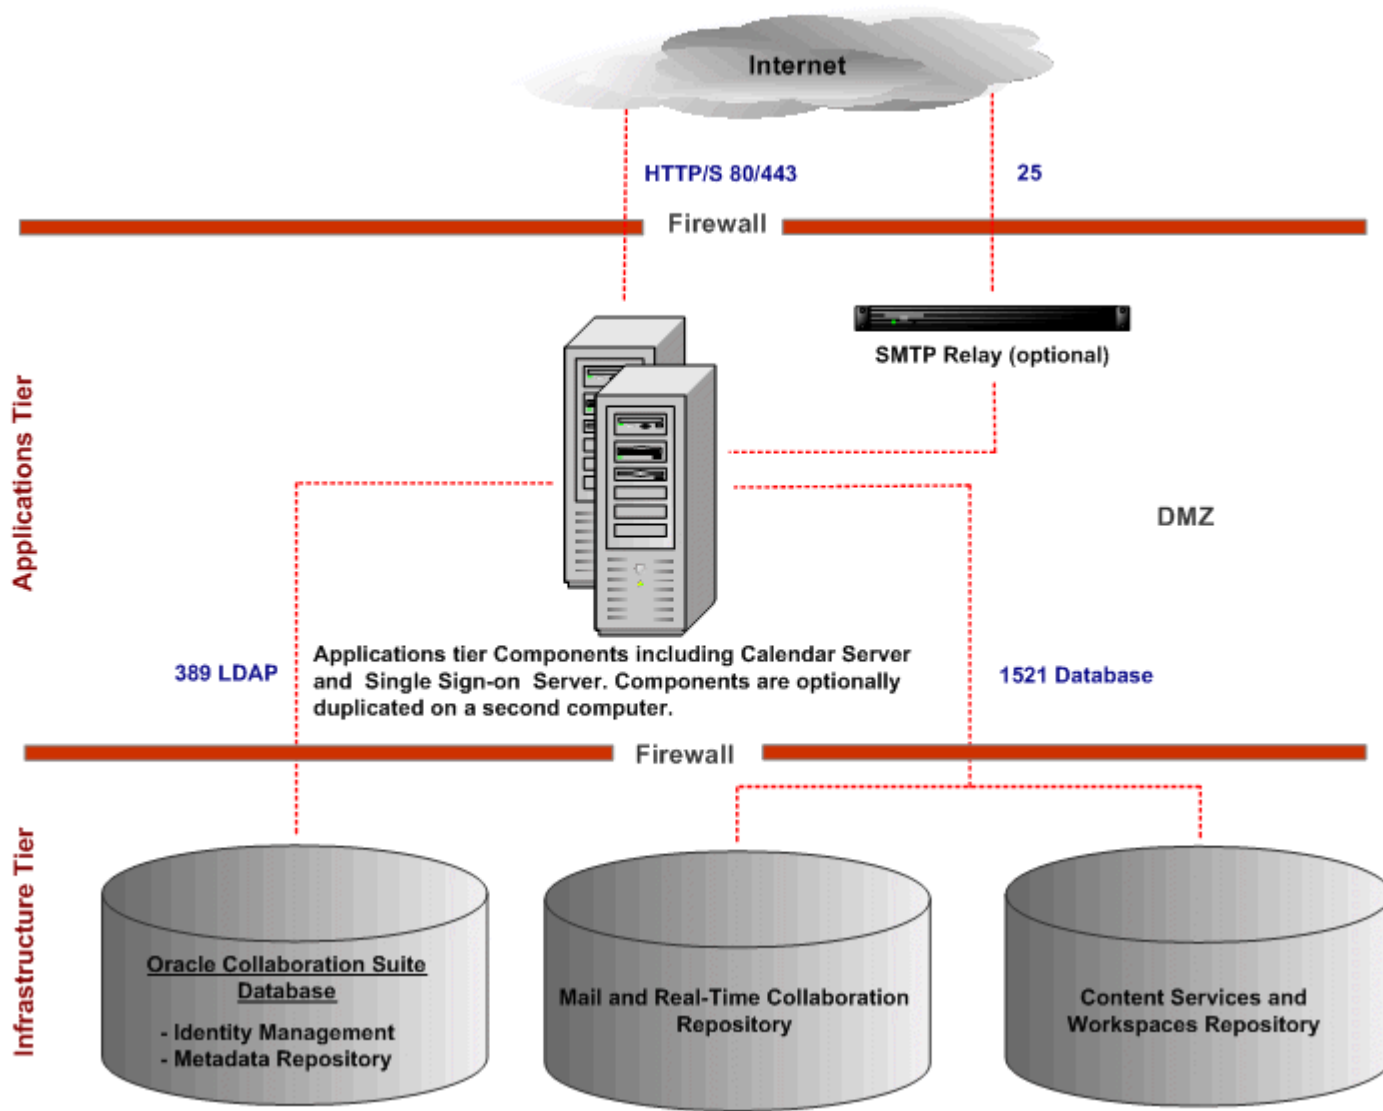 Internet
HTTP/S 80/443
25
Firewall
SMTP Relay (optional)
Applications Tier
DMZ
389 LDAP
Applications tier Components including Calendar Server
and Single Sign-on Server. Components are optionally
duplicated on a second computer.
1521 Database
Firewall
Infrastructure Tier
Oracle Collaboration Suite
Database
- Identity Management
- Metadata Repository
Mail and Real-Time Collaboration
Repository
Content Services and
Workspaces Repository